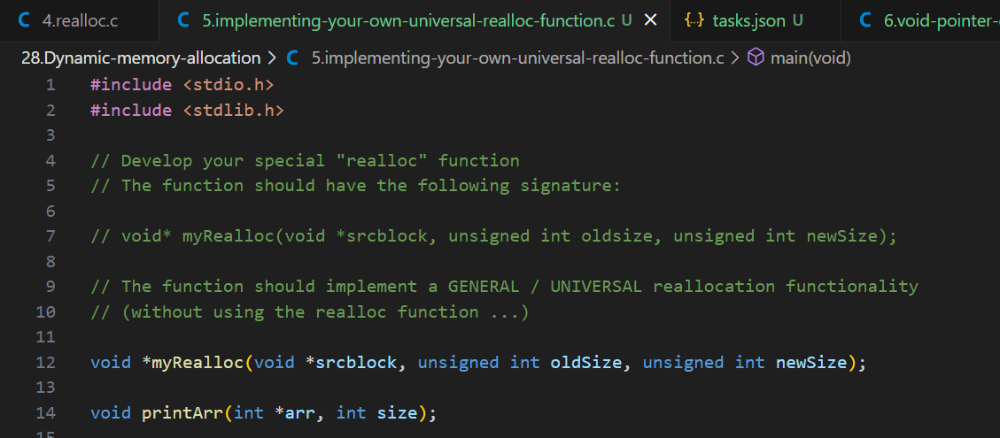 C 4.realloc.c C 5.implementing-your-own-universal-realloc-function.c U × {..} tasks.json U C 6.void-pointer-
28.Dynamic-memory-allocation > C 5.implementing-your-own-universal-realloc-function.c > main(void)
1 #include <stdio.h>
2 #include <stdlib.h>
3
4 // Develop your special "realloc" function
5 // The function should have the following signature:
6
7 // void* myRealloc(void *srcblock, unsigned int oldsize, unsigned int newSize);
8
9 // The function should implement a GENERAL / UNIVERSAL reallocation functionality
10 // (without using the realloc function ...)
11
12 void *myRealloc(void *srcblock, unsigned int oldSize, unsigned int newSize);
13
14 void printArr(int *arr, int size);
15